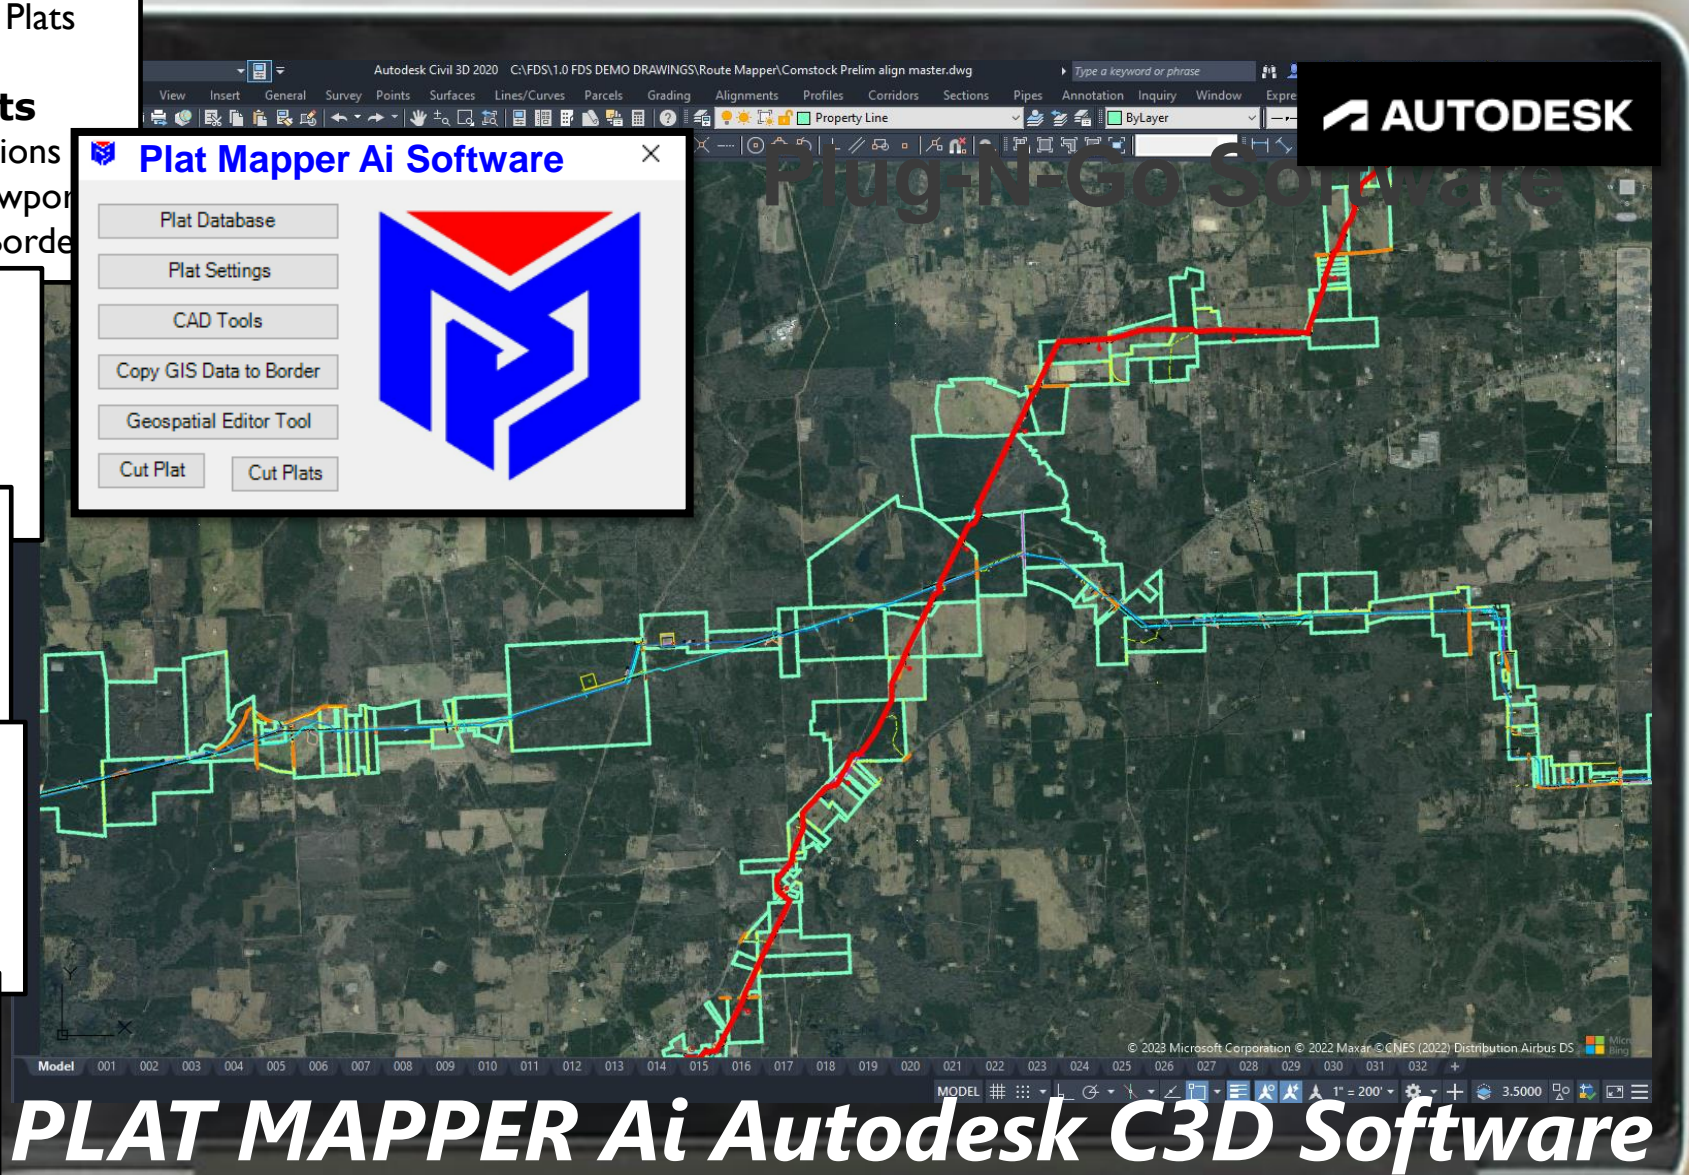 Plats
ts
ions
wpor
Borde
Autodesk Civil 3D 2020 C:\FDS\1.0 FDS DEMO DRAWINGS\Route Mapper\Comstock Prelim align master.dwg
Type a keyword or phrase
View Insert General Survey Points Surfaces Lines/Curves Parcels Grading Alignments Profiles Corridors Sections Pipes Annotation Inquiry Window Expre
Property Line
ByLayer
AUTODESK
Plug-N-Go Software
Plat Mapper Ai Software
Plat Database
Plat Settings
CAD Tools
Copy GIS Data to Border
Geospatial Editor Tool
Cut Plat Cut Plats
Y
X
© 2023 Microsoft Corporation © 2022 Maxar ©CNES (2022) Distribution Airbus DS
Micr
Bing
Model 001 002 003 004 005 006 007 008 009 010 011 012 013 014 015 016 017 018 019 020 021 022 023 024 025 026 027 028 029 030 031 032 +
MODEL 1" = 200' 3.5000
PLAT MAPPER Ai Autodesk C3D Software